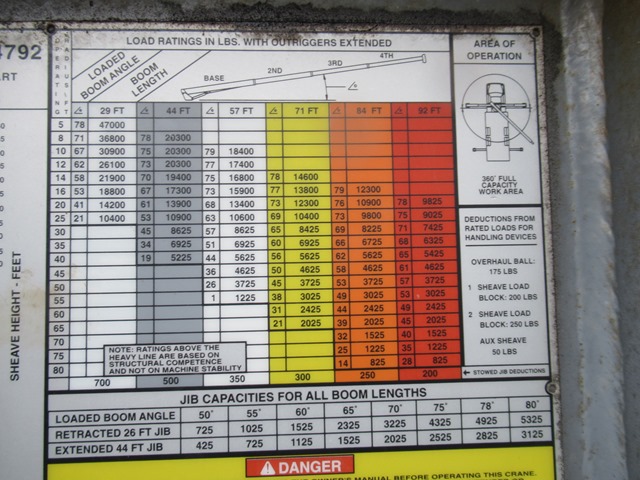 4792
ART
SHEAVE HEIGHT - FEET
OPERATING RADIUS - FT
LOAD RATINGS IN LBS. WITH OUTRIGGERS EXTENDED
LOADED BOOM ANGLE
BOOM LENGTH
BASE 2ND 3RD 4TH
29 FT 44 FT 57 FT 71 FT 84 FT 92 FT
5 78 47000
8 71 36800 78 20300
10 67 30900 75 20300 79 18400
12 62 26100 73 20300 77 17400
14 58 21900 70 19400 75 16800 78 14600
16 53 18800 67 17300 73 15900 77 13800 79 12300
20 41 14200 61 13900 68 13400 73 12300 76 10900 78 9825
25 21 10400 53 10900 63 10600 69 10400 73 9800 75 9025
30 45 8625 57 8625 65 8425 69 8225 71 7425
35 34 6925 51 6925 60 6925 66 6725 68 6325
40 19 5225 44 5625 56 5625 62 5625 65 5425
45 36 4625 50 4625 58 4625 61 4625
50 26 3725 45 3725 53 3725 57 3725
55 1 1225 38 3025 49 3025 53 3025
60 31 2425 44 2425 49 2425
65 21 2025 39 2025 45 2025
70 32 1525 40 1535
75 25 1225 35 1225
80 14 825 28 825
NOTE: RATINGS ABOVE THE
HEAVY LINE ARE BASED ON
STRUCTURAL COMPETENCE
AND NOT ON MACHINE STABILITY
700 500 350 300 250 200 STOWED JIB DEDUCTIONS
AREA OF
OPERATION
360° FULL
CAPACITY
WORK AREA
DEDUCTIONS FROM
RATED LOADS FOR
HANDLING DEVICES
OVERHAUL BALL:
175 LBS
1 SHEAVE LOAD
BLOCK: 200 LBS
2 SHEAVE LOAD
BLOCK: 250 LBS
AUX SHEAVE
50 LBS
JIB CAPACITIES FOR ALL BOOM LENGTHS
LOADED BOOM ANGLE 50° 55° 60° 65° 70° 75° 78° 80°
RETRACTED 26 FT JIB 725 1025 1525 2325 3225 4325 4925 5325
EXTENDED 44 FT JIB 425 725 1125 1525 2025 2525 2825 3125
DANGER
OWNER'S MANUAL BEFORE OPERATING THIS CRANE.